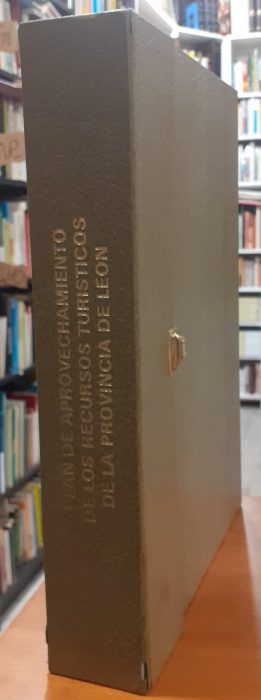 PLAN DE APROVECHAMIENTO
DE LOS RECURSOS TURISTICOS
DE LA PROVINCIA DE LEON